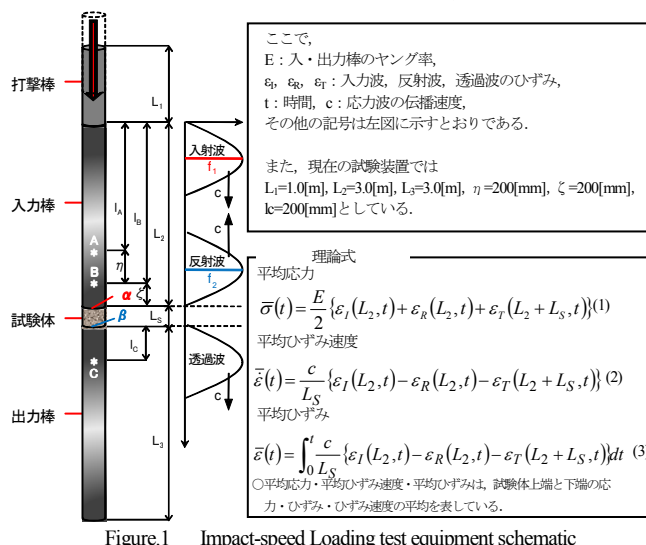 打撃棒
入力棒
試験体
出力棒
L1
L2
LS
L3
lA
lB
η
ζ
lC
A
*
B
*
α
β
*
C
入射波
f1
c
c
反射波
f2
透過波
c
ここで,
E：入・出力棒のヤング率,
εI, εR, εT：入力波, 反射波, 透過波のひずみ,
t：時間, c：応力波の伝播速度,
その他の記号は左図に示すとおりである.
また, 現在の試験装置では
L1=1.0[m], L2=3.0[m], L3=3.0[m], η=200[mm], ζ=200[mm],
lc=200[mm]としている.
理論式
平均応力
σ̄(t) = E/2 {εI(L2,t)+εR(L2,t)+εT(L2+LS,t)}(1)
平均ひずみ速度
ε̄̇(t) = c/LS {εI(L2,t)−εR(L2,t)−εT(L2+LS,t)} (2)
平均ひずみ
ε̄(t) = ∫0t c/LS {εI(L2,t)−εR(L2,t)−εT(L2+LS,t)}dt (3)
○平均応力・平均ひずみ速度・平均ひずみは, 試験体上端と下端の応
力・ひずみ・ひずみ速度の平均を表している.
Figure.1 Impact-speed Loading test equipment schematic